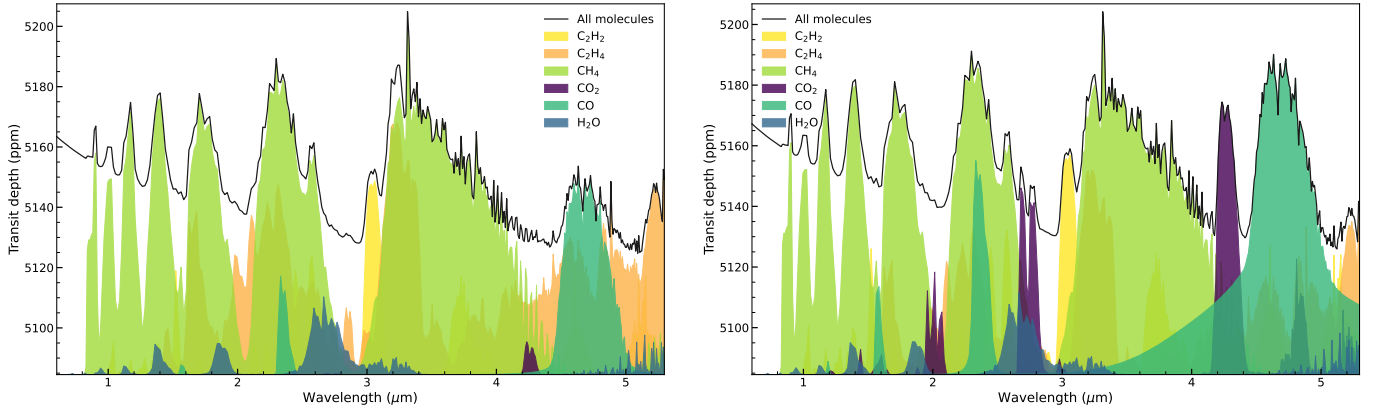 5200
5180
5160
5140
5120
5100
Transit depth (ppm)
1 2 3 4 5
Wavelength (μm)
All molecules
C₂H₂
C₂H₄
CH₄
CO₂
CO
H₂O
5200
5180
5160
5140
5120
5100
Transit depth (ppm)
1 2 3 4 5
Wavelength (μm)
All molecules
C₂H₂
C₂H₄
CH₄
CO₂
CO
H₂O